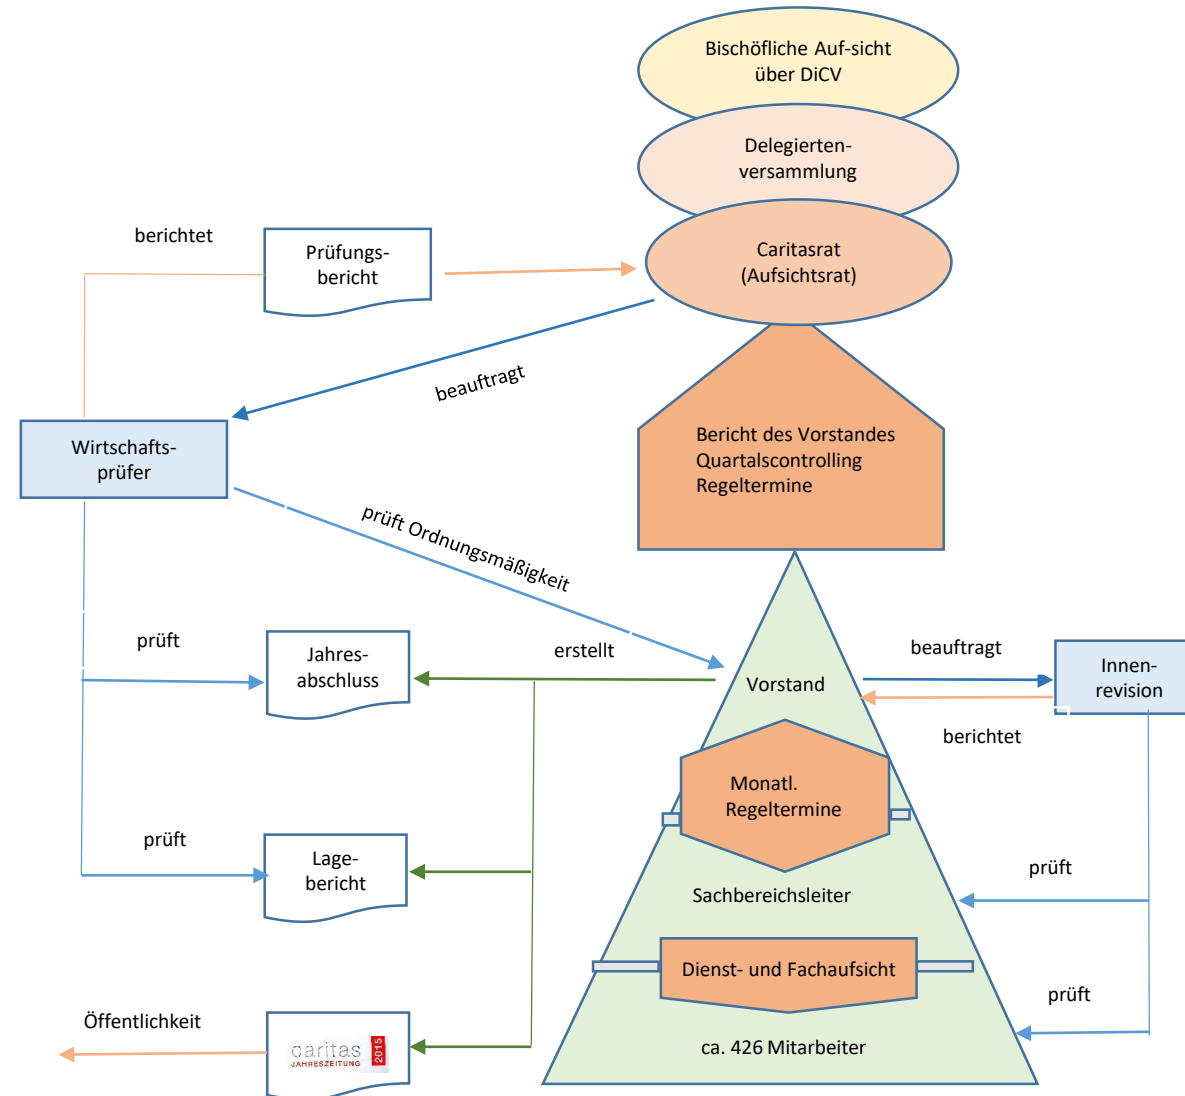 Bischöfliche Auf-sicht
über DiCV
Delegierten-
versammlung
berichtet
Prüfungs-
bericht
Caritasrat
(Aufsichtsrat)
beauftragt
Wirtschafts-
prüfer
Bericht des Vorstandes
Quartalscontrolling
Regeltermine
prüft Ordnungsmäßigkeit
prüft
Jahres-
abschluss
erstellt
Vorstand
beauftragt
Innen-
revision
berichtet
Monatl.
Regeltermine
prüft
Lage-
bericht
prüft
Sachbereichsleiter
Dienst- und Fachaufsicht
prüft
Öffentlichkeit
caritas
JAHRESZEITUNG
2015
ca. 426 Mitarbeiter